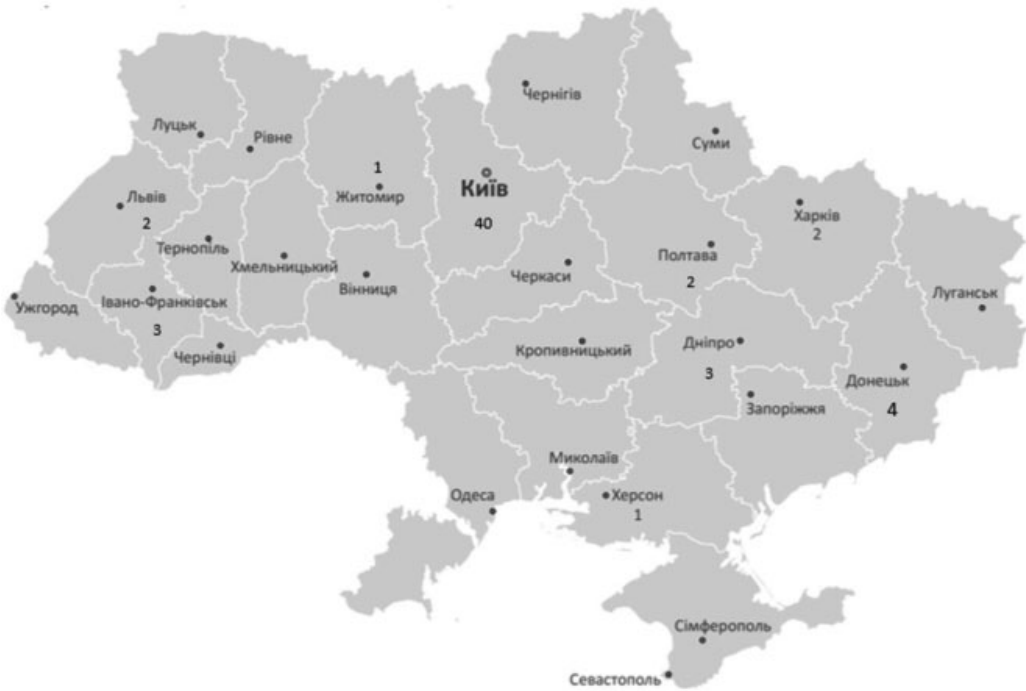 Чернігів
Луцьк
Рівне
Суми
1
Житомир
Київ
40
Львів
2
Харків
2
Тернопіль
Хмельницький
Вінниця
Черкаси
Полтава
2
Ужгород
Івано-Франківськ
3
Чернівці
Луганськ
Кропивницький
Дніпро
3
Донецьк
4
Запоріжжя
Миколаїв
Одеса
Херсон
1
Сімферополь
Севастополь